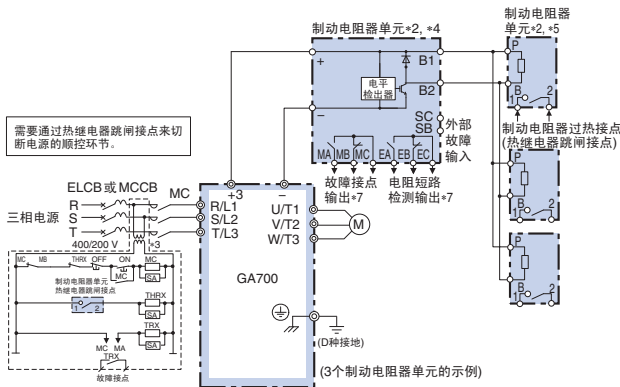 制动电阻器单元*2, *4
制动电阻器
单元*2, *5
P
B
1 2
+
−
电平
检出器
B1
B2
SC
SB
外部
故障
输入
MA MB MC EA EB EC
故障接点
输出*7
电阻短路
检测输出*7
制动电阻器过热接点
(热继电器跳闸接点)
P
B
1 2
P
B
1 2
需要通过热继电器跳闸接点来切
断电源的顺控环节。
ELCB或MCCB
MC
三相电源
R
S
T
400/200 V
*3
+3
−
R/L1
S/L2
T/L3
U/T1
V/T2
W/T3
M
GA700
(D种接地)
MC MB THRX OFF ON MC
MC
SA
制动电阻器单元
热继电器跳闸接点
1 2
THRX
SA
TRX
SA
MC MA
TRX
故障接点
(3个制动电阻器单元的示例)